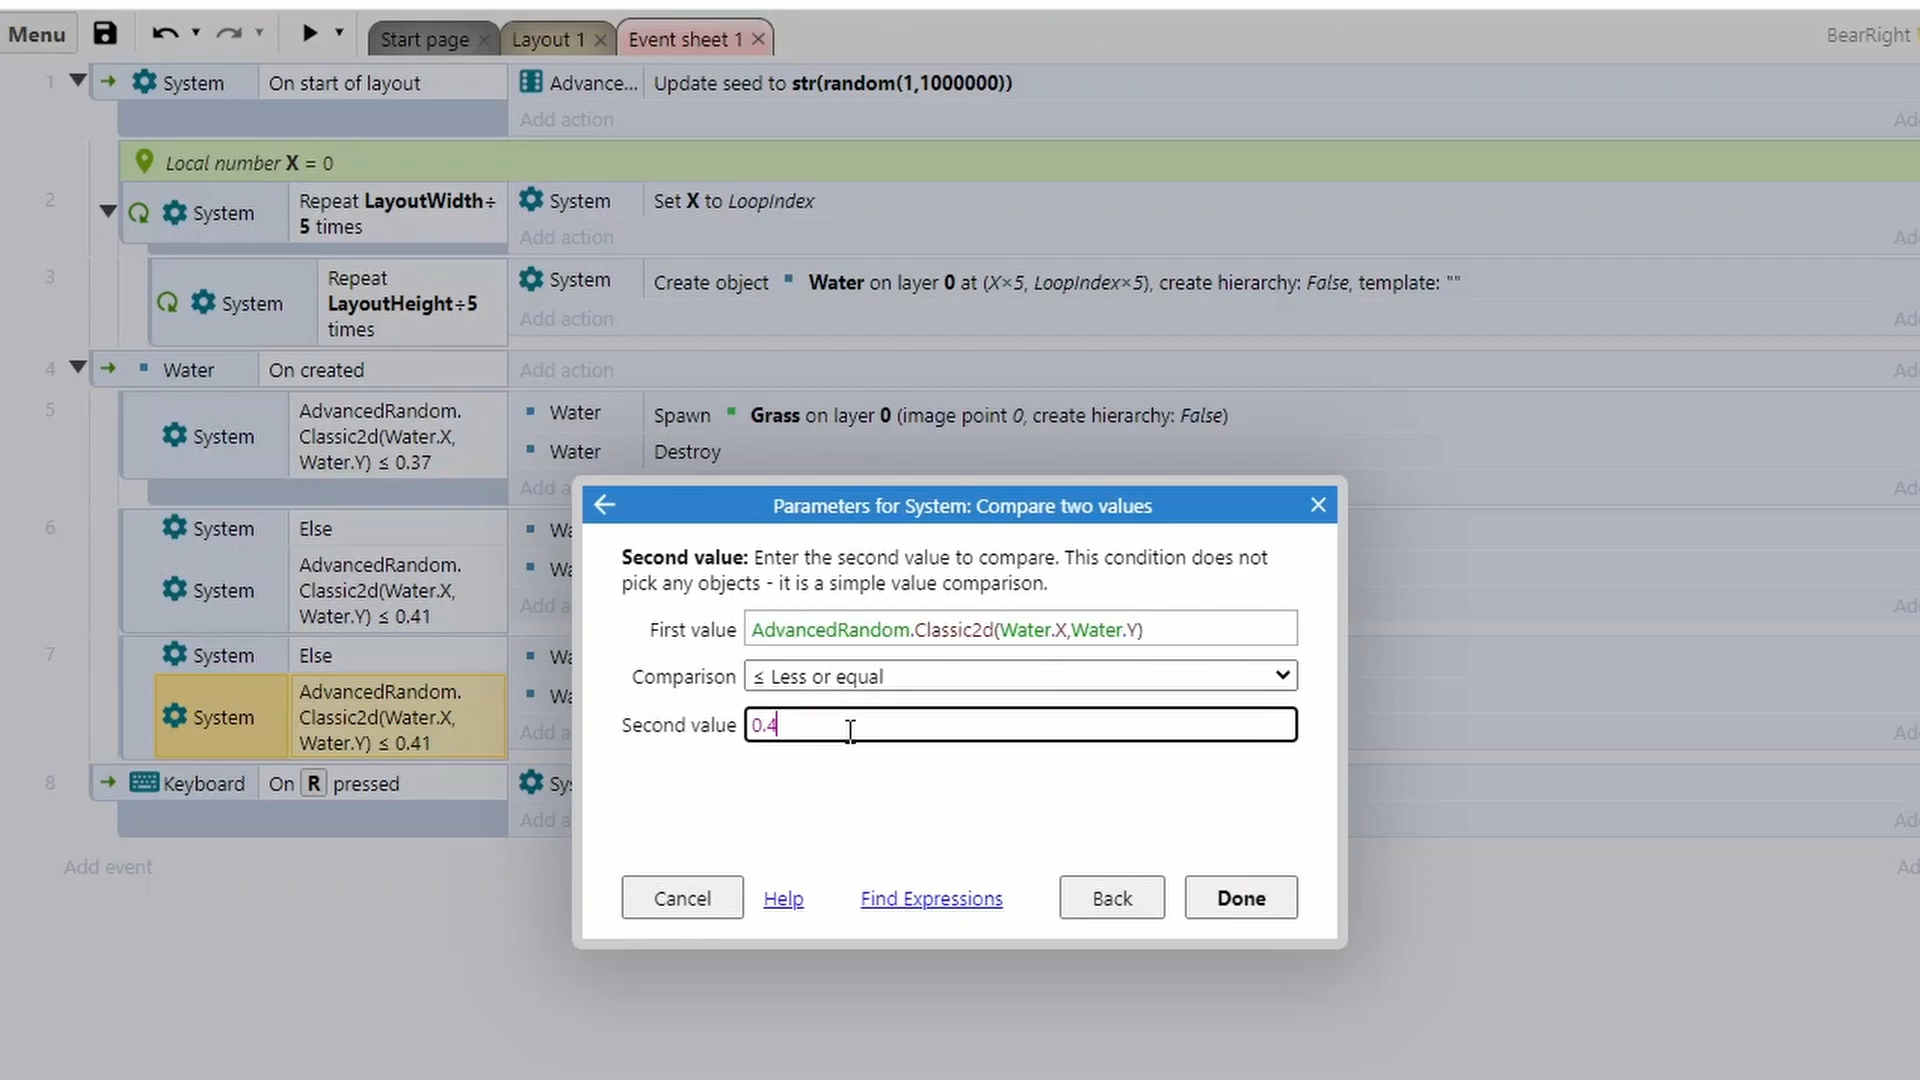 Menu
Start page
Layout 1
Event sheet 1
BearRight
1
System
On start of layout
Advance...
Update seed to str(random(1,1000000))
Add action
Local number X = 0
2
System
Repeat LayoutWidth÷
5 times
System
Set X to LoopIndex
Add action
3
System
Repeat
LayoutHeight÷5
times
System
Create object Water on layer 0 at (X×5, LoopIndex×5), create hierarchy: False, template: ""
Add action
4
Water
On created
Add action
5
System
AdvancedRandom.
Classic2d(Water.X,
Water.Y) ≤ 0.37
Water
Spawn Grass on layer 0 (image point 0, create hierarchy: False)
Water
Destroy
6
System
Else
System
AdvancedRandom.
Classic2d(Water.X,
Water.Y) ≤ 0.41
7
System
Else
System
AdvancedRandom.
Classic2d(Water.X,
Water.Y) ≤ 0.41
8
Keyboard
On R pressed
Add event
Parameters for System: Compare two values
Second value: Enter the second value to compare. This condition does not
pick any objects - it is a simple value comparison.
First value
AdvancedRandom.Classic2d(Water.X,Water.Y)
Comparison
≤ Less or equal
Second value
0.4
Cancel
Help
Find Expressions
Back
Done